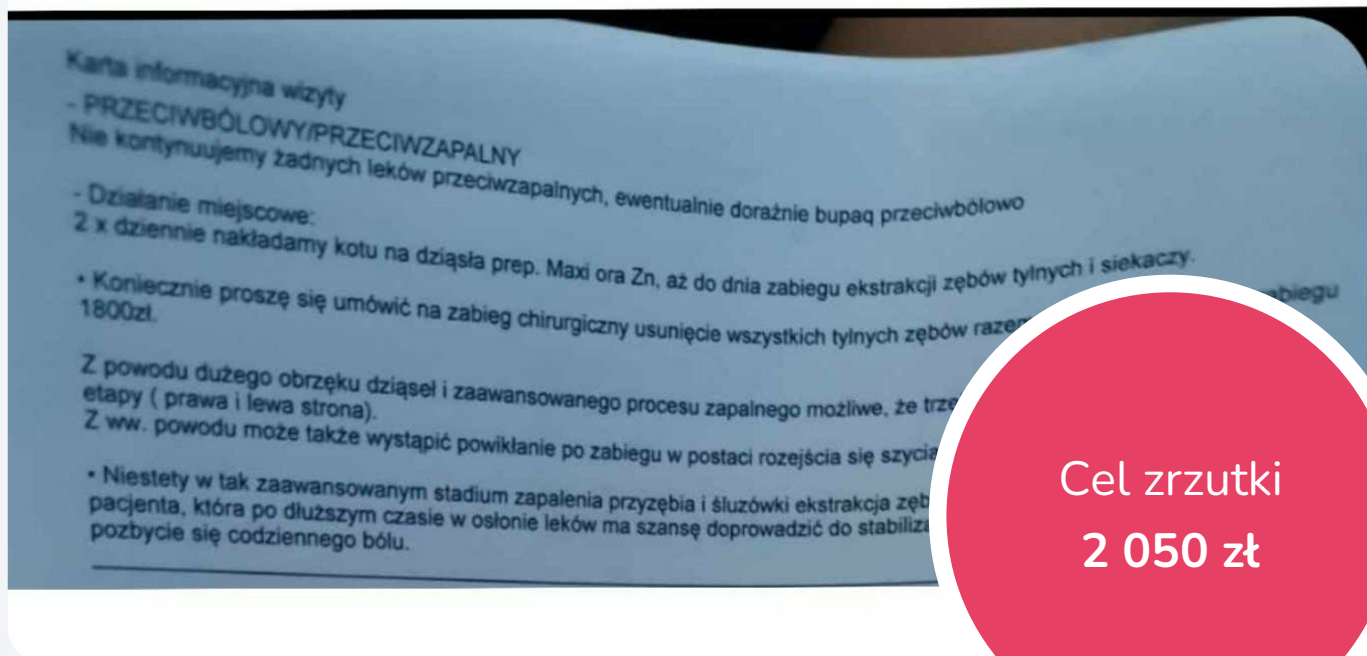 Karta informacyjna wizyty
- PRZECIWBÓLOWY/PRZECIWZAPALNY
Nie kontynuujemy żadnych leków przeciwzapalnych, ewentualnie doraźnie bupaq przeciwbólowo
- Działanie miejscowe:
2 x dziennie nakładamy kotu na dziąsła prep. Maxi ora Zn, aż do dnia zabiegu ekstrakcji zębów tylnych i siekaczy.
• Koniecznie proszę się umówić na zabieg chirurgiczny usunięcie wszystkich tylnych zębów razem zabiegu
1800zł.
Z powodu dużego obrzęku dziąseł i zaawansowanego procesu zapalnego możliwe, że
etapy ( prawa i lewa strona).
Z ww. powodu może także wystąpić powikłanie po zabiegu w postaci rozejścia się
• Niestety w tak zaawansowanym stadium zapalenia przyzębia i śluzówki ekstrakcja
pacjenta, która po dłuższym czasie w osłonie leków ma szansę doprowadzić do
pozbycie się codziennego bólu.
Cel zrzutki
2 050 zł